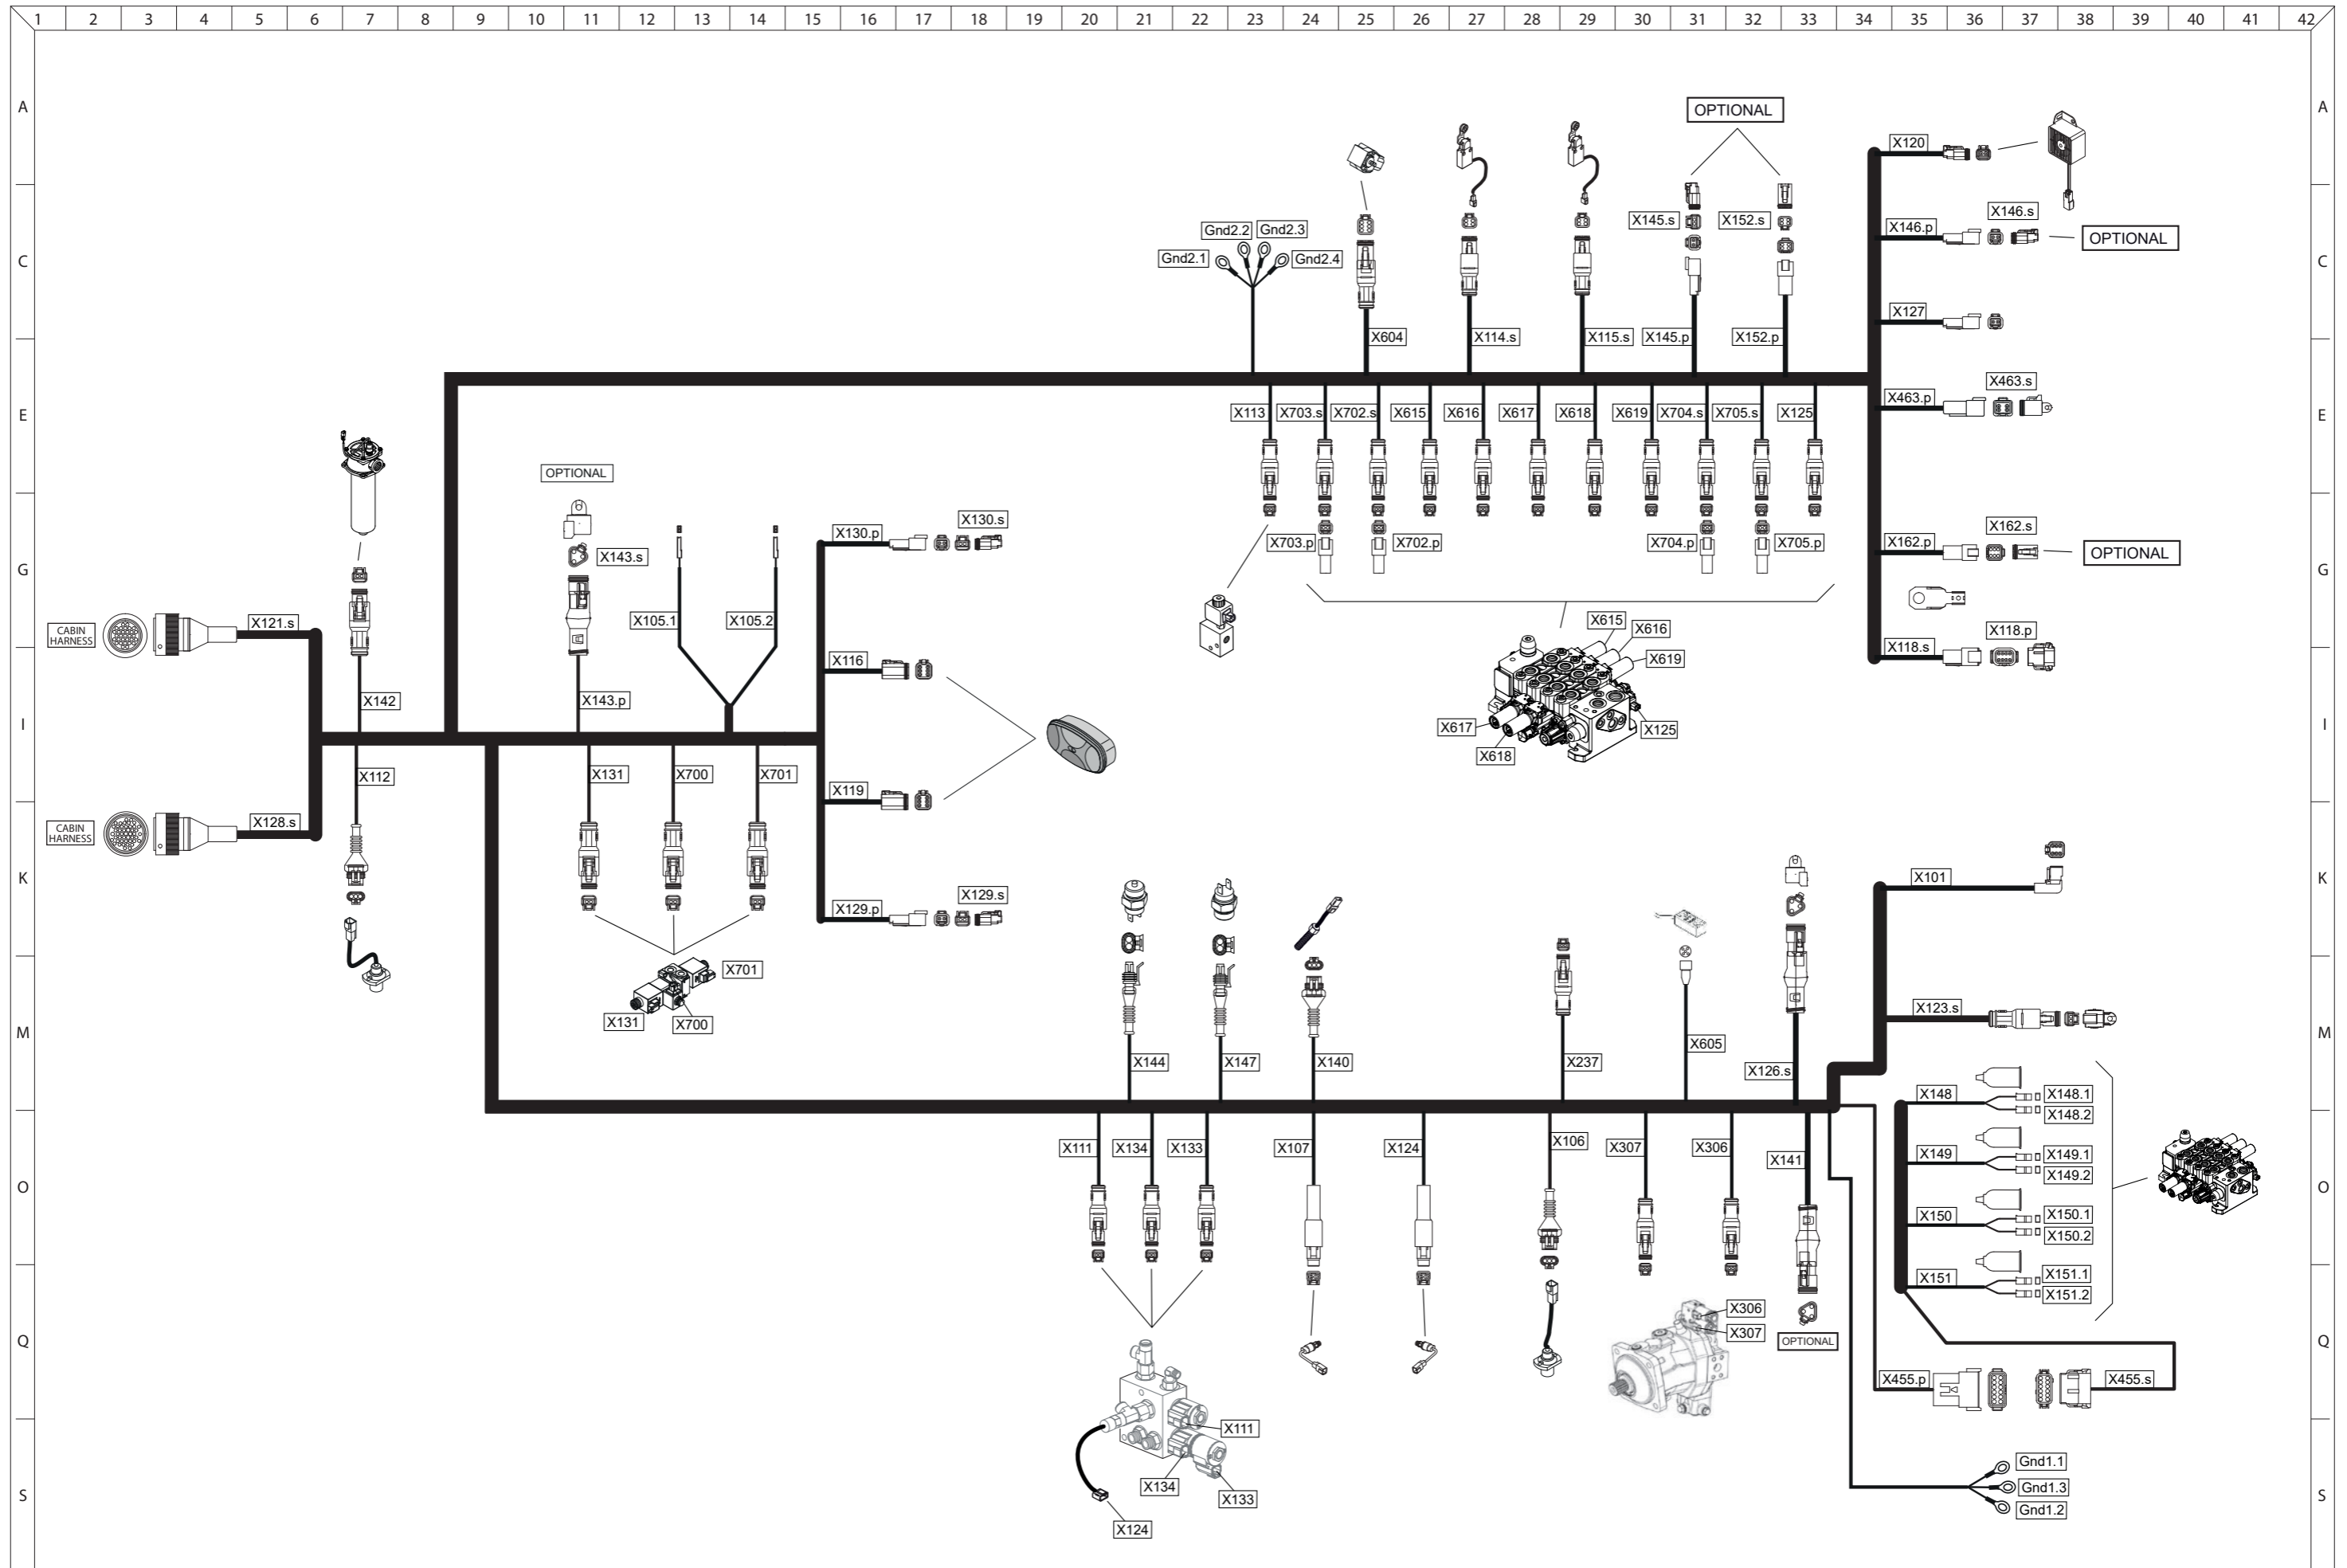 1 2 3 4 5 6 7 8 9 10 11 12 13 14 15 16 17 18 19 20 21 22 23 24 25 26 27 28 29 30 31 32 33 34 35 36 37 38 39 40 41 42
A
A
OPTIONAL
X120
X145.s
X152.s
X146.s
X146.p
OPTIONAL
Gnd2.2
Gnd2.3
Gnd2.1
Gnd2.4
C
C
X127
X604
X114.s
X115.s
X145.p
X152.p
X463.s
X463.p
E
E
X113
X703.s
X702.s
X615
X616
X617
X618
X619
X704.s
X705.s
X125
OPTIONAL
X130.p
X130.s
X143.s
X703.p
X702.p
X704.p
X705.p
X162.s
X162.p
OPTIONAL
G
G
CABIN
HARNESS
X121.s
X105.1
X105.2
X615
X616
X619
X118.p
X118.s
X116
X142
X143.p
I
I
X617
X618
X125
X112
X131
X700
X701
X119
CABIN
HARNESS
X128.s
K
K
X101
X129.p
X129.s
X701
X131
X700
X123.s
M
M
X144
X147
X140
X237
X605
X126.s
X148
X148.1
X148.2
X111
X134
X133
X107
X124
X106
X307
X306
X141
X149
X149.1
X149.2
O
O
X150
X150.1
X150.2
X151
X151.1
X151.2
X306
X307
OPTIONAL
Q
Q
X455.p
X455.s
X111
X134
X133
X124
Gnd1.1
Gnd1.3
Gnd1.2
S
S